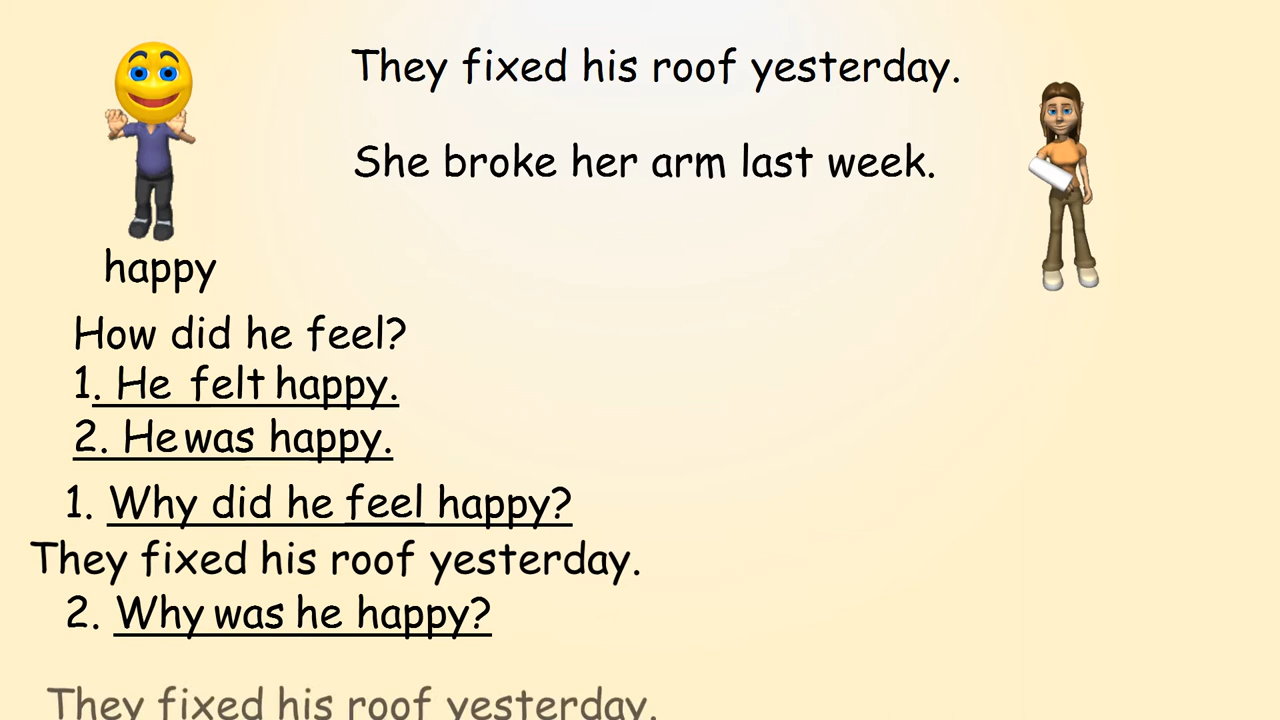 They fixed his roof yesterday.
She broke her arm last week.
happy
How did he feel?
1. He felt happy.
2. He was happy.
1. Why did he feel happy?
They fixed his roof yesterday.
2. Why was he happy?
They fixed his roof yesterday.